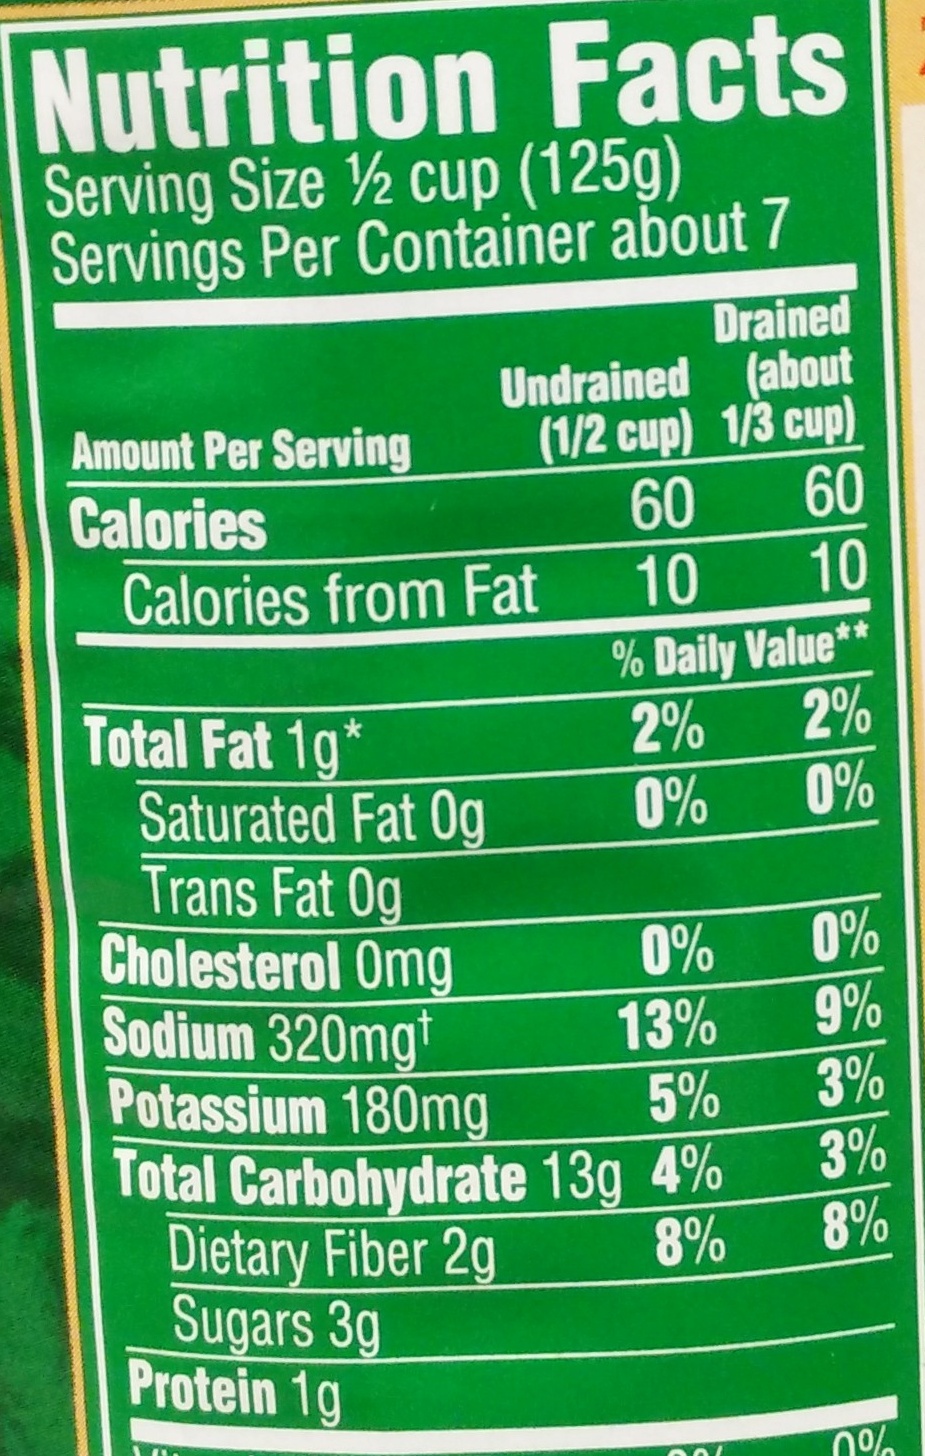 Nutrition Facts
Serving Size ½ cup (125g)
Servings Per Container about 7
Drained
Undrained (about
Amount Per Serving (1/2 cup) 1/3 cup)
Calories 60 60
Calories from Fat 10 10
% Daily Value**
Total Fat 1g* 2% 2%
Saturated Fat 0g 0% 0%
Trans Fat 0g
Cholesterol 0mg 0% 0%
Sodium 320mg† 13% 9%
Potassium 180mg 5% 3%
Total Carbohydrate 13g 4% 3%
Dietary Fiber 2g 8% 8%
Sugars 3g
Protein 1g
0%